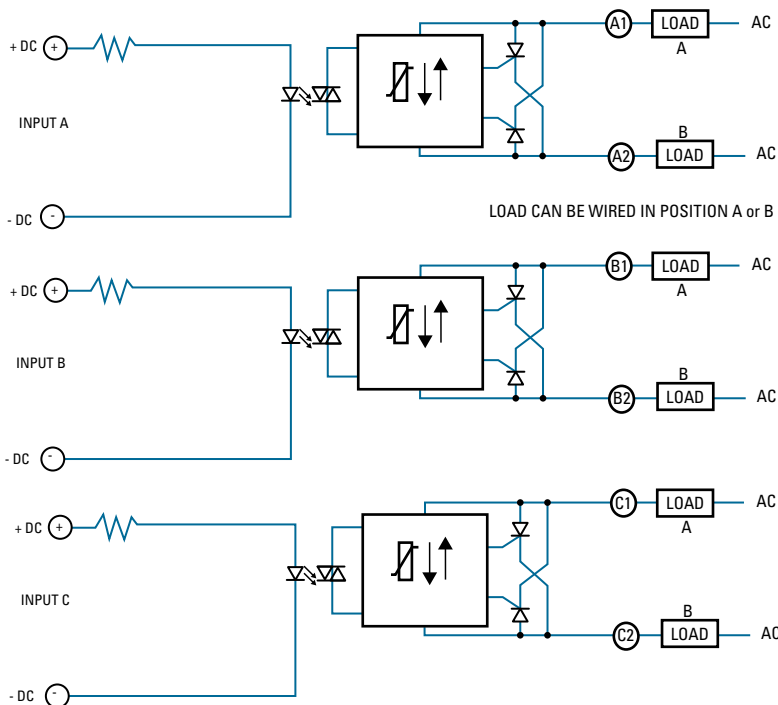 + DC +
A1 LOAD AC
A
INPUT A
B
A2 LOAD AC
- DC -
LOAD CAN BE WIRED IN POSITION A or B
+ DC +
B1 LOAD AC
A
INPUT B
B
B2 LOAD AC
- DC -
+ DC +
C1 LOAD AC
A
INPUT C
B
C2 LOAD AC
- DC -